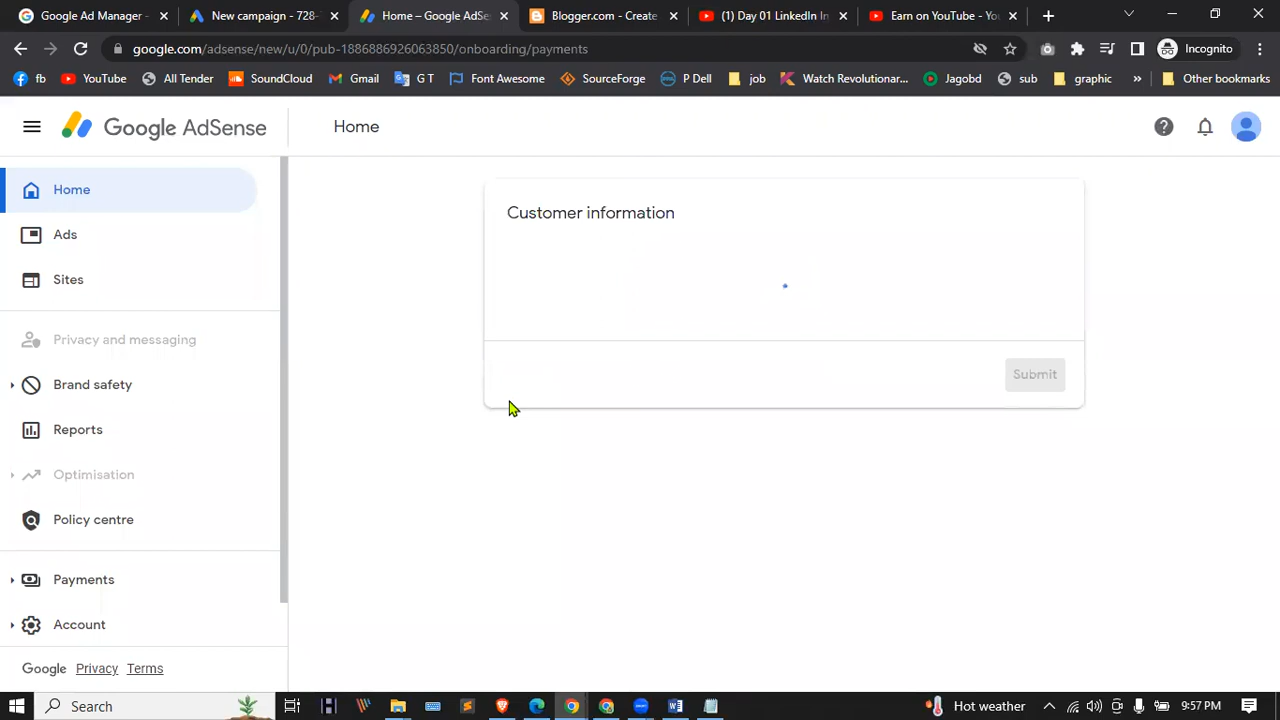 Google Ad Manager - New campaign - 728- Home – Google AdSe Blogger.com - Create (1) Day 01 LinkedIn In Earn on YouTube - Yo
google.com/adsense/new/u/0/pub-1886886926063850/onboarding/payments Incognito
fb YouTube All Tender SoundCloud Gmail G T Font Awesome SourceForge P Dell job Watch Revolutionar... Jagobd sub graphic » Other bookmarks
Google AdSense Home
Home
Ads
Sites
Privacy and messaging
Brand safety
Reports
Optimisation
Policy centre
Payments
Account
Google Privacy Terms
Customer information
Submit
Search Hot weather 9:57 PM